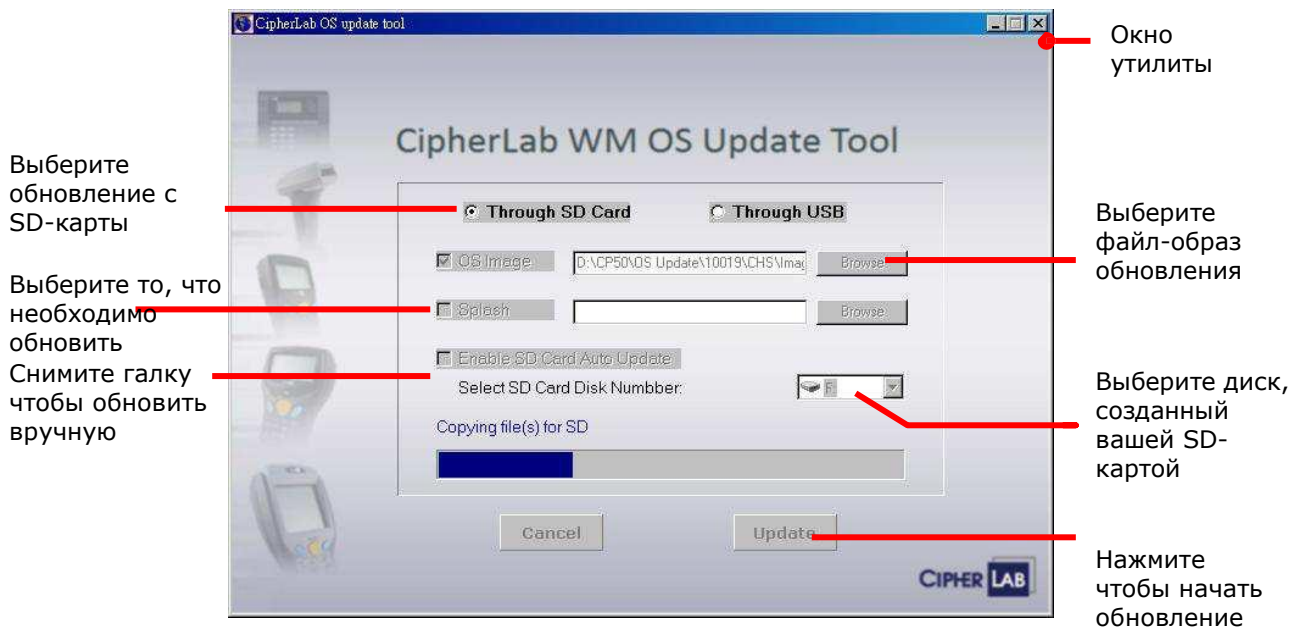 CipherLab OS update tool
Окно
утилиты
CipherLab WM OS Update Tool
Выберите
обновление с
SD-карты
Through SD Card
Through USB
Выберите
файл-образ
обновления
OS Image
D:\CP50\OS Update\10019\CHS\Imag
Browse
Выберите то, что
необходимо
обновить
Splash
Browse
Снимите галку
чтобы обновить
вручную
Enable SD Card Auto Update
Select SD Card Disk Numbber:
F:
Выберите диск,
созданный
вашей SD-
картой
Copying file(s) for SD
Cancel
Update
Нажмите
чтобы начать
обновление
CIPHER LAB